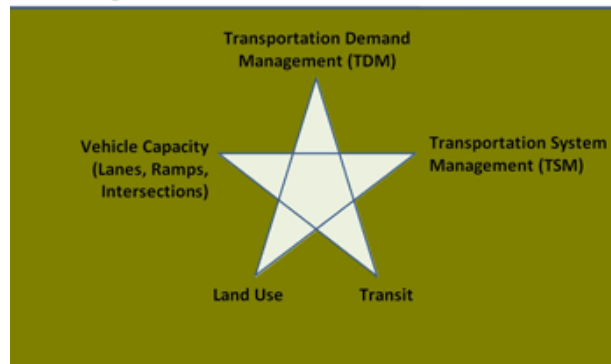 Transportation Demand
Management (TDM)
Vehicle Capacity
(Lanes, Ramps,
Intersections)
Transportation System
Management (TSM)
Land Use
Transit